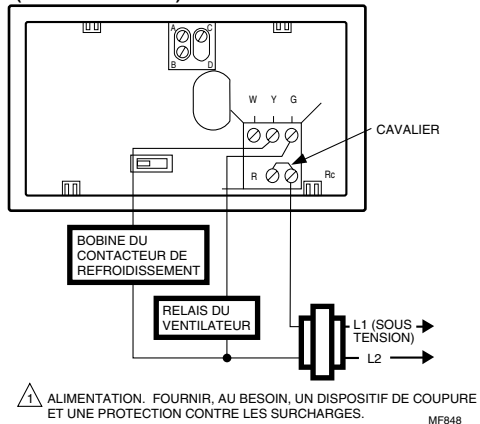 A C
B D
W Y G
CAVALIER
R Rc
BOBINE DU
CONTACTEUR DE
REFROIDISSEMENT
RELAIS DU
VENTILATEUR
L1 (SOUS
TENSION)
L2
1 ALIMENTATION. FOURNIR, AU BESOIN, UN DISPOSITIF DE COUPURE
ET UNE PROTECTION CONTRE LES SURCHARGES.
MF848